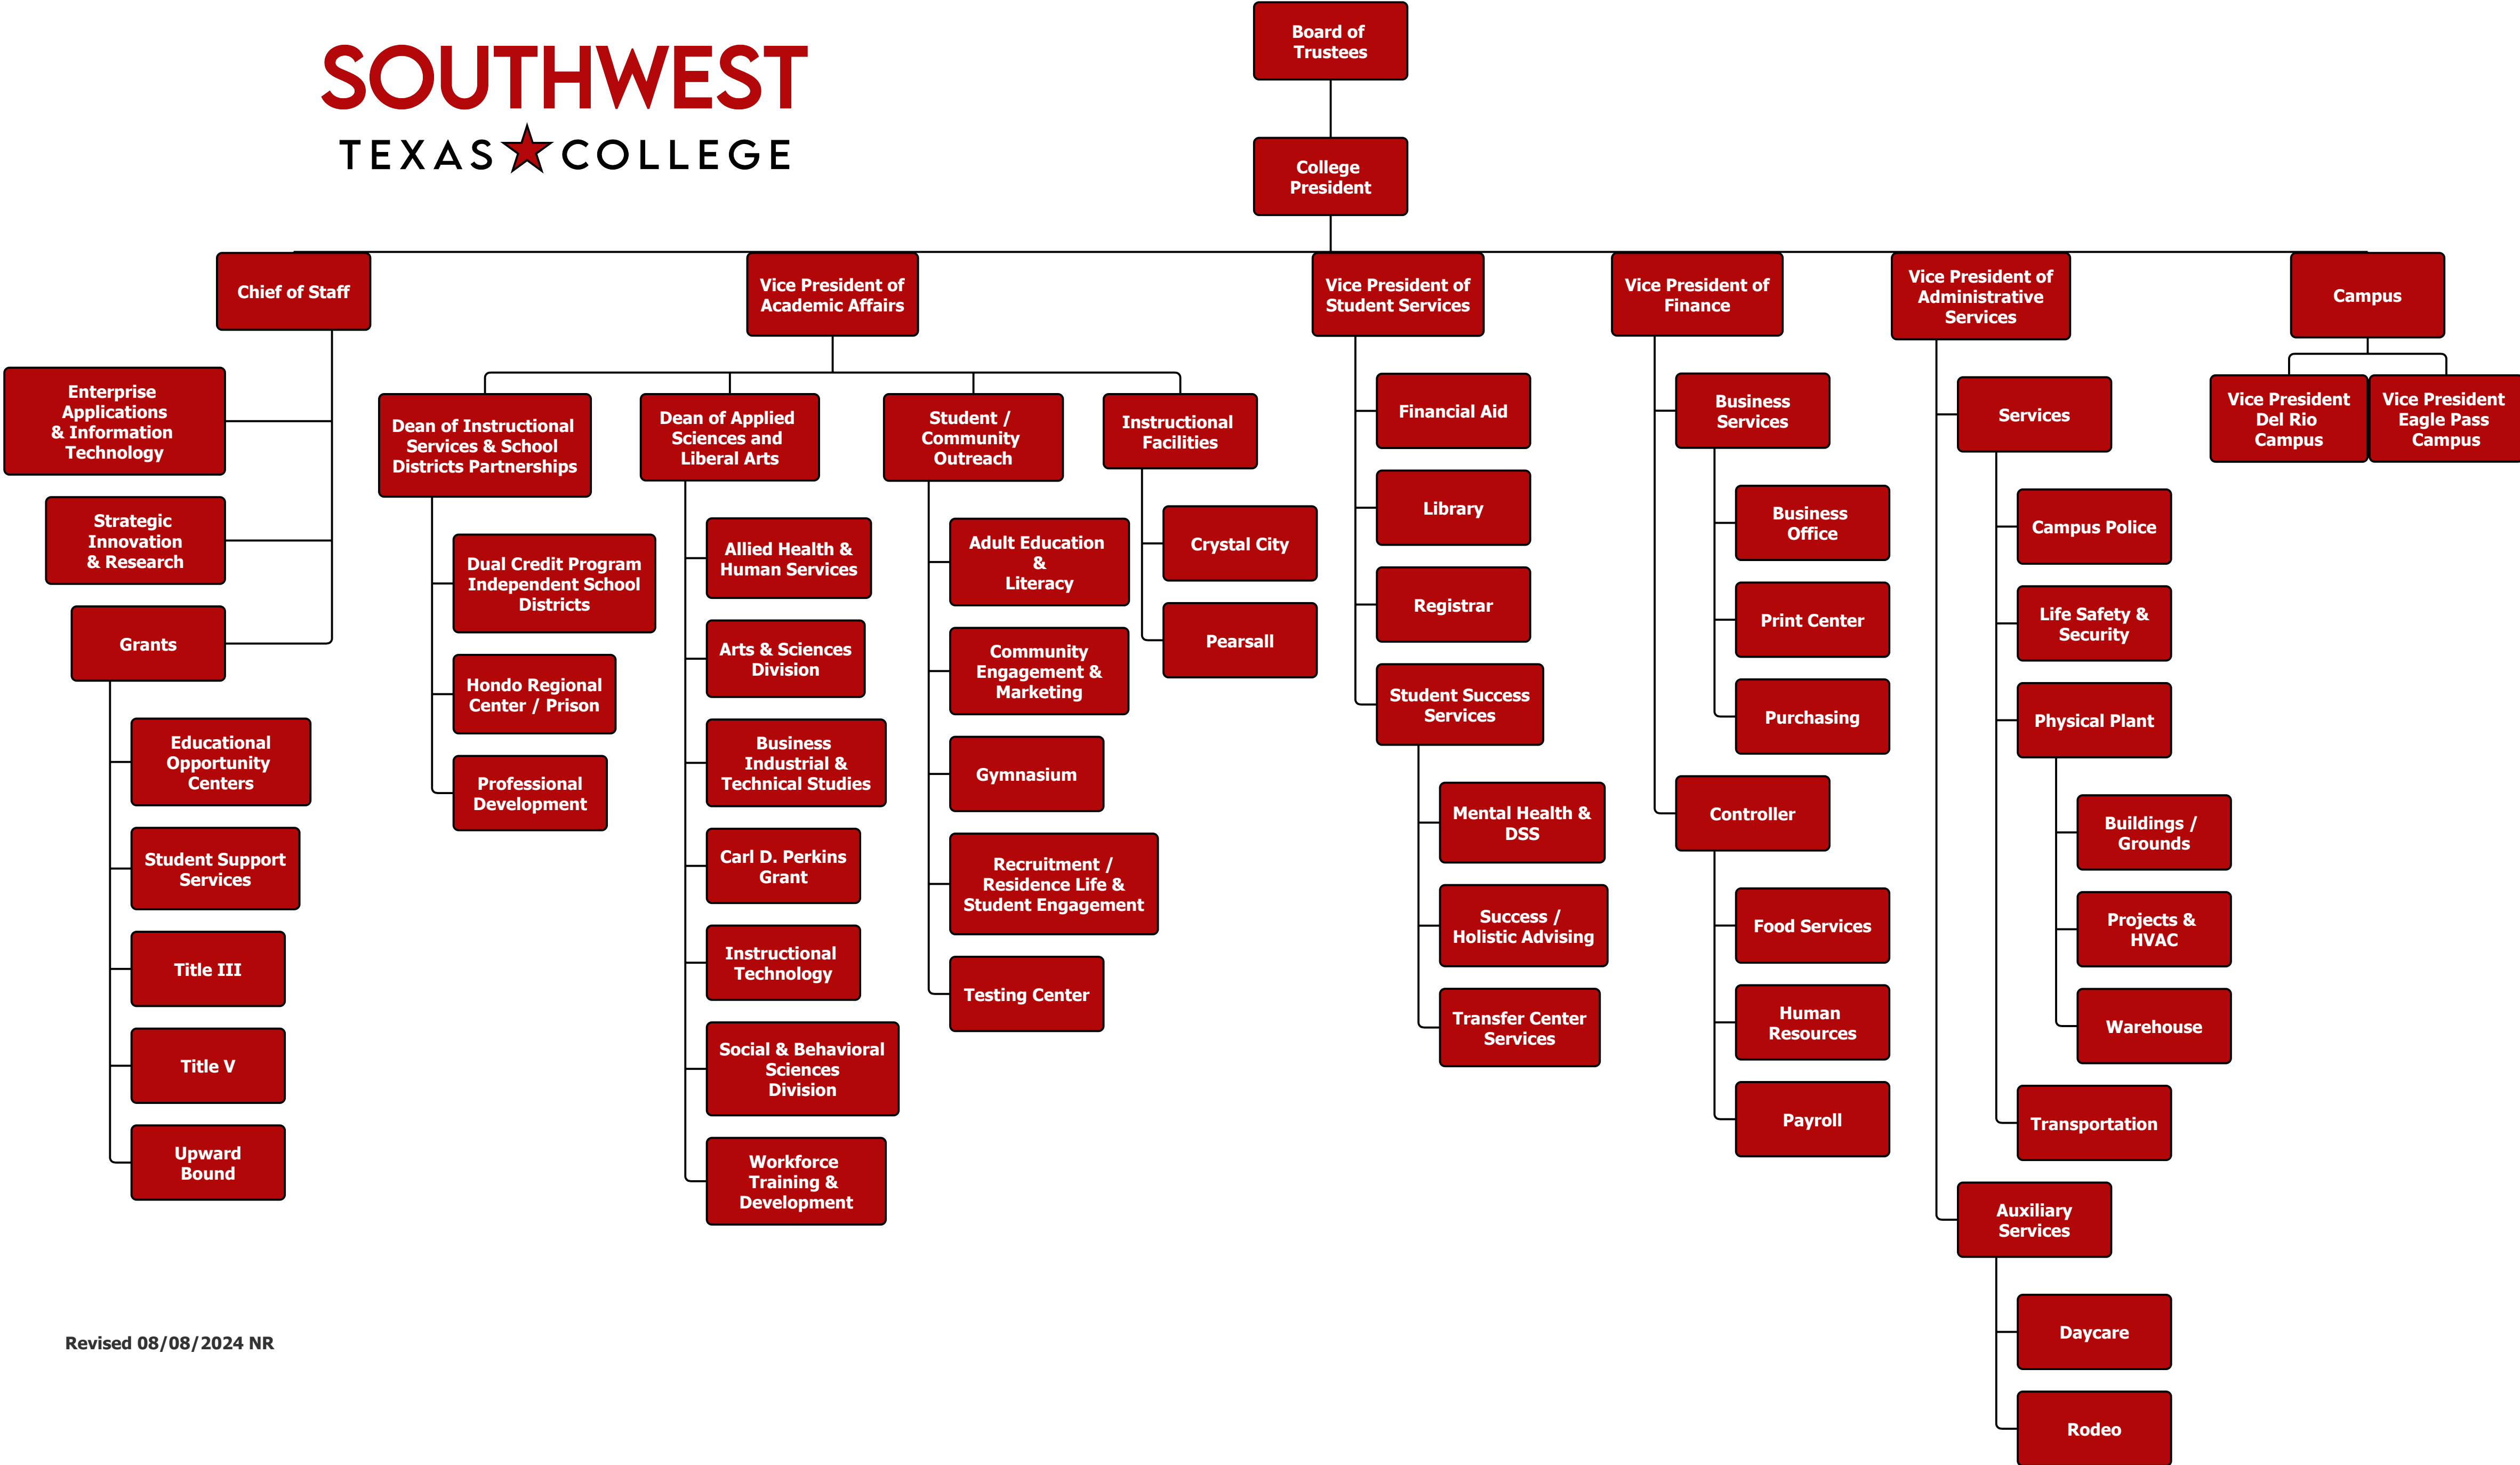 SOUTHWEST
TEXAS COLLEGE
Board of
Trustees
College
President
Chief of Staff
Enterprise
Applications
& Information
Technology
Strategic
Innovation
& Research
Grants
Educational
Opportunity
Centers
Student Support
Services
Title III
Title V
Upward
Bound
Vice President of
Academic Affairs
Dean of Instructional
Services & School
Districts Partnerships
Dual Credit Program
Independent School
Districts
Hondo Regional
Center / Prison
Professional
Development
Dean of Applied
Sciences and
Liberal Arts
Allied Health &
Human Services
Arts & Sciences
Division
Business
Industrial &
Technical Studies
Carl D. Perkins
Grant
Instructional
Technology
Social & Behavioral
Sciences
Division
Workforce
Training &
Development
Student /
Community
Outreach
Adult Education
&
Literacy
Community
Engagement &
Marketing
Gymnasium
Recruitment /
Residence Life &
Student Engagement
Testing Center
Instructional
Facilities
Crystal City
Pearsall
Vice President of
Student Services
Financial Aid
Library
Registrar
Student Success
Services
Mental Health &
DSS
Success /
Holistic Advising
Transfer Center
Services
Vice President of
Finance
Business
Services
Business
Office
Print Center
Purchasing
Controller
Food Services
Human
Resources
Payroll
Vice President of
Administrative
Services
Services
Campus Police
Life Safety &
Security
Physical Plant
Buildings /
Grounds
Projects &
HVAC
Warehouse
Transportation
Auxiliary
Services
Daycare
Rodeo
Campus
Vice President
Del Rio
Campus
Vice President
Eagle Pass
Campus
Revised 08/08/2024 NR